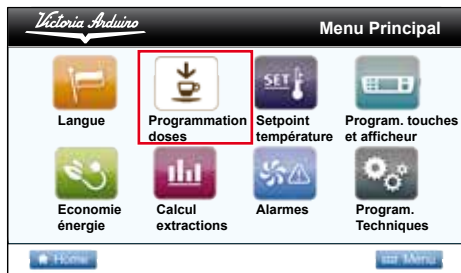 Victoria Arduino
Menu Principal
SET
Langue
Programmation
doses
Setpoint
température
Program. touches
et afficheur
Economie
énergie
Calcul
extractions
Alarmes
Program.
Techniques
Home
Menu